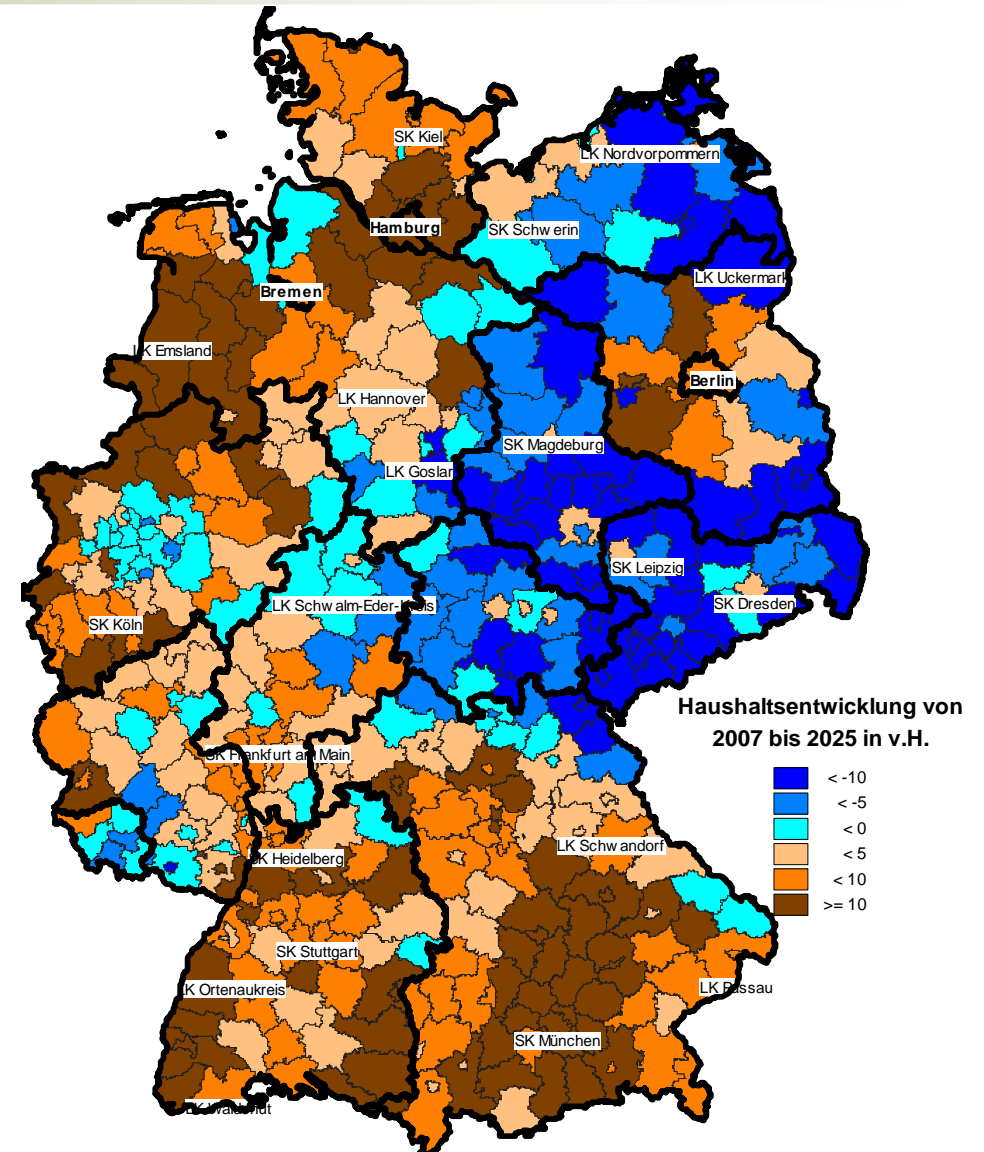 SK Kiel
LK Nordvorpommern
Hamburg
SK Schwerin
LK Uckermark
Bremen
LK Emsland
Berlin
LK Hannover
SK Magdeburg
LK Goslar
SK Leipzig
LK Schwalm-Eder-Kreis
SK Dresden
SK Köln
Haushaltsentwicklung von
2007 bis 2025 in v.H.
SK Frankfurt am Main
< -10
< -5
< 0
< 5
< 10
>= 10
LK Schwandorf
SK Heidelberg
SK Stuttgart
LK Passau
LK Ortenaukreis
SK München
LK Waldshut